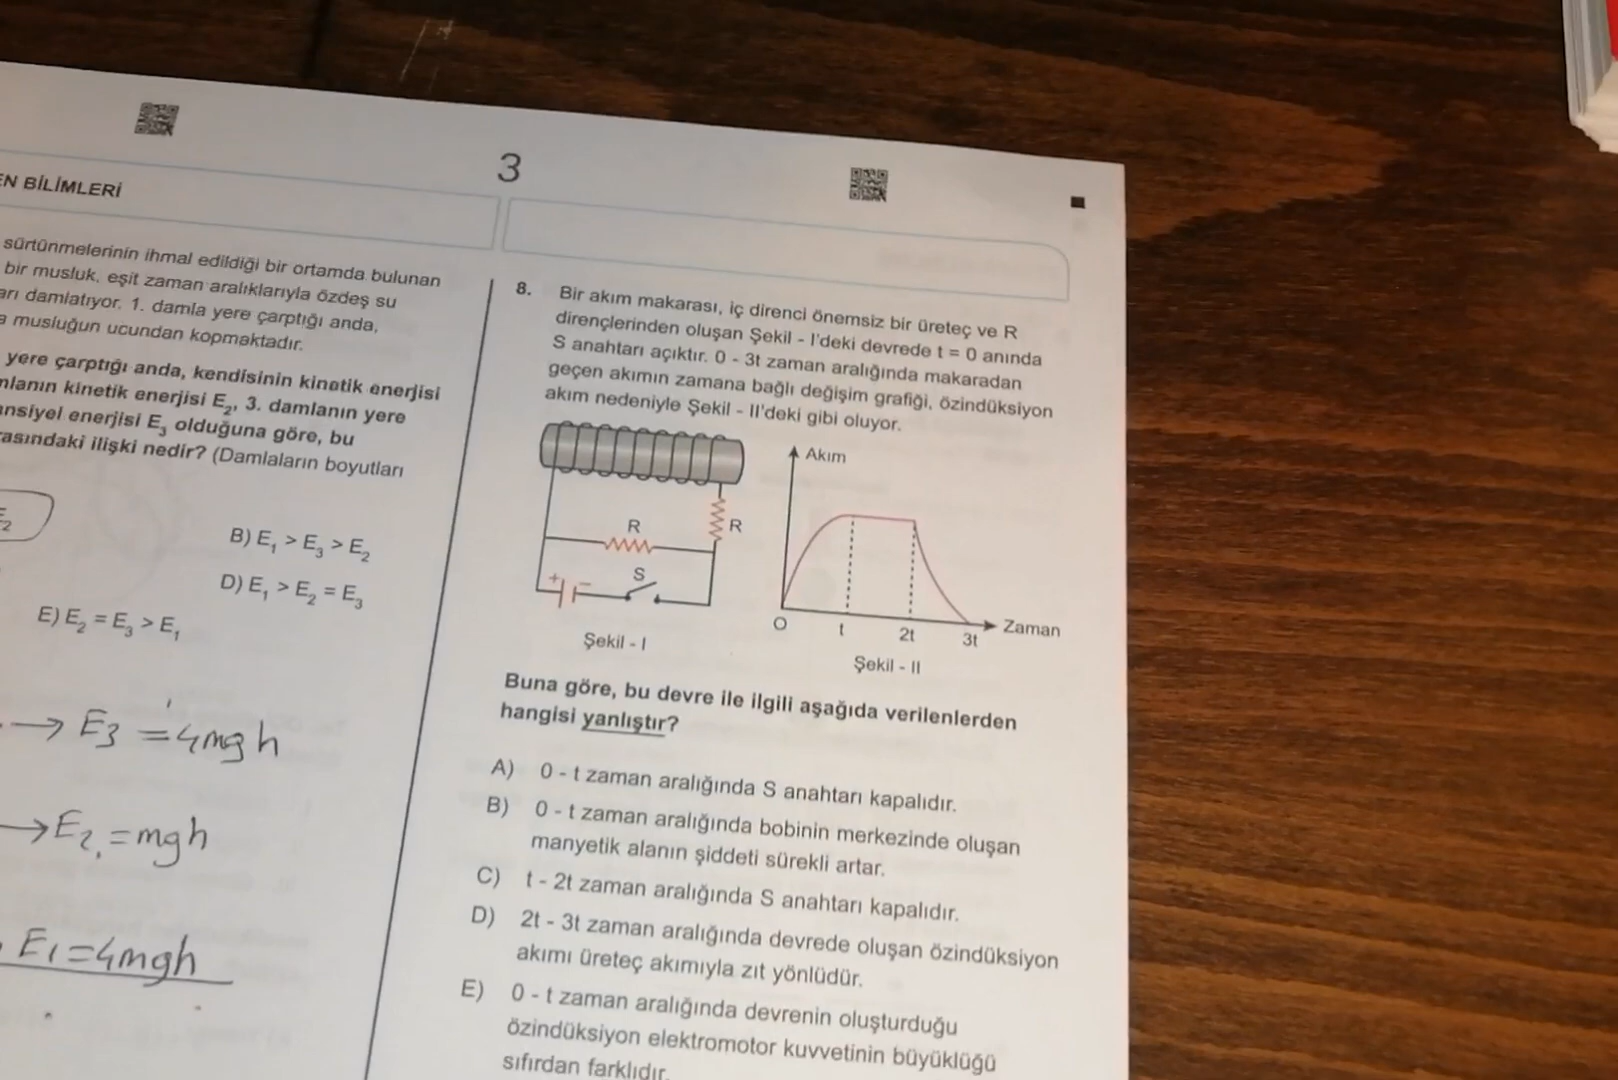 3
EN BİLİMLERİ
sürtünmelerinin ihmal edildiği bir ortamda bulunan
bir musluk, eşit zaman aralıklarıyla özdeş su
arı damlatıyor. 1. damla yere çarptığı anda,
a musluğun ucundan kopmaktadır.
yere çarptığı anda, kendisinin kinetik enerjisi
mlanın kinetik enerjisi E2, 3. damlanın yere
ansiyel enerjisi E3 olduğuna göre, bu
rasındaki ilişki nedir? (Damlaların boyutları
E2
B) E1 > E3 > E2
D) E1 > E2 = E3
E) E2 = E3 > E1
→ E3 = 4mgh
→ E2 = mgh
E1 = 4mgh
8. Bir akım makarası, iç direnci önemsiz bir üreteç ve R
dirençlerinden oluşan Şekil - I'deki devrede t = 0 anında
S anahtarı açıktır. 0 - 3t zaman aralığında makaradan
geçen akımın zamana bağlı değişim grafiği, özindüksiyon
akım nedeniyle Şekil - II'deki gibi oluyor.
R
R
+
−
S
Şekil - I
Akım
O
t
2t
3t
Zaman
Şekil - II
Buna göre, bu devre ile ilgili aşağıda verilenlerden
hangisi yanlıştır?
A) 0 - t zaman aralığında S anahtarı kapalıdır.
B) 0 - t zaman aralığında bobinin merkezinde oluşan
manyetik alanın şiddeti sürekli artar.
C) t - 2t zaman aralığında S anahtarı kapalıdır.
D) 2t - 3t zaman aralığında devrede oluşan özindüksiyon
akımı üreteç akımıyla zıt yönlüdür.
E) 0 - t zaman aralığında devrenin oluşturduğu
özindüksiyon elektromotor kuvvetinin büyüklüğü
sıfırdan farklıdır.